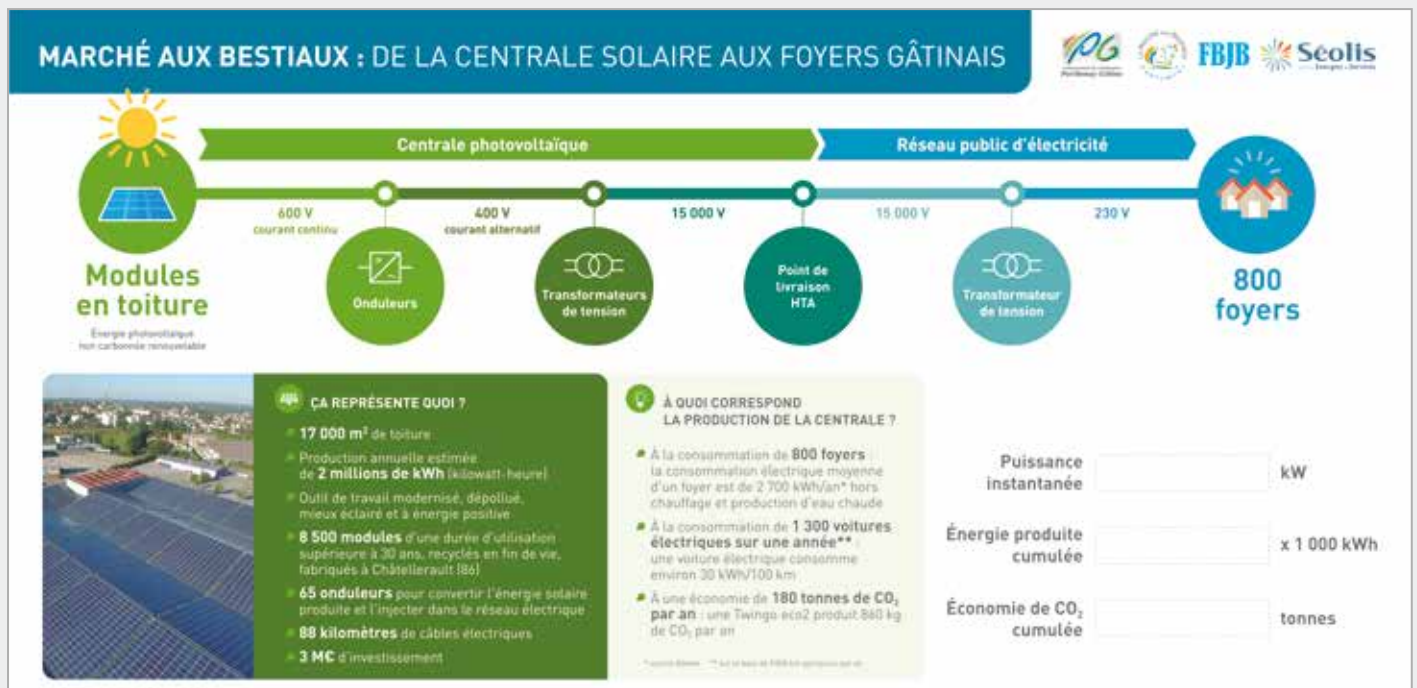 MARCHÉ AUX BESTIAUX : DE LA CENTRALE SOLAIRE AUX FOYERS GÂTINAIS
PG
FBJB
Séolis
Centrale photovoltaïque
Réseau public d'électricité
600 V
courant continu
400 V
courant alternatif
15 000 V
15 000 V
230 V
Modules
en toiture
Énergie photovoltaïque
non carbonnée renouvelable
Onduleurs
Transformateurs
de tension
Point de
livraison
HTA
Transformateur
de tension
800
foyers
ÇA REPRÉSENTE QUOI ?
17 000 m² de toiture
Production annuelle estimée
de 2 millions de kWh (kilowatt-heure)
Outil de travail modernisé, dépollué,
mieux éclairé et à énergie positive
8 500 modules d'une durée d'utilisation
supérieure à 30 ans, recyclés en fin de vie,
fabriqués à Châtellerault (86)
65 onduleurs pour convertir l'énergie solaire
produite et l'injecter dans le réseau électrique
88 kilomètres de câbles électriques
3 M€ d'investissement
À QUOI CORRESPOND
LA PRODUCTION DE LA CENTRALE ?
À la consommation de 800 foyers :
la consommation électrique moyenne
d'un foyer est de 2 700 kWh/an* hors
chauffage et production d'eau chaude
À la consommation de 1 300 voitures
électriques sur une année** :
une voiture électrique consomme
environ 30 kWh/100 km
À une économie de 180 tonnes de CO₂
par an : une Twingo eco2 produit 860 kg
de CO₂ par an
Puissance
instantanée
kW
Énergie produite
cumulée
x 1 000 kWh
Économie de CO₂
cumulée
tonnes